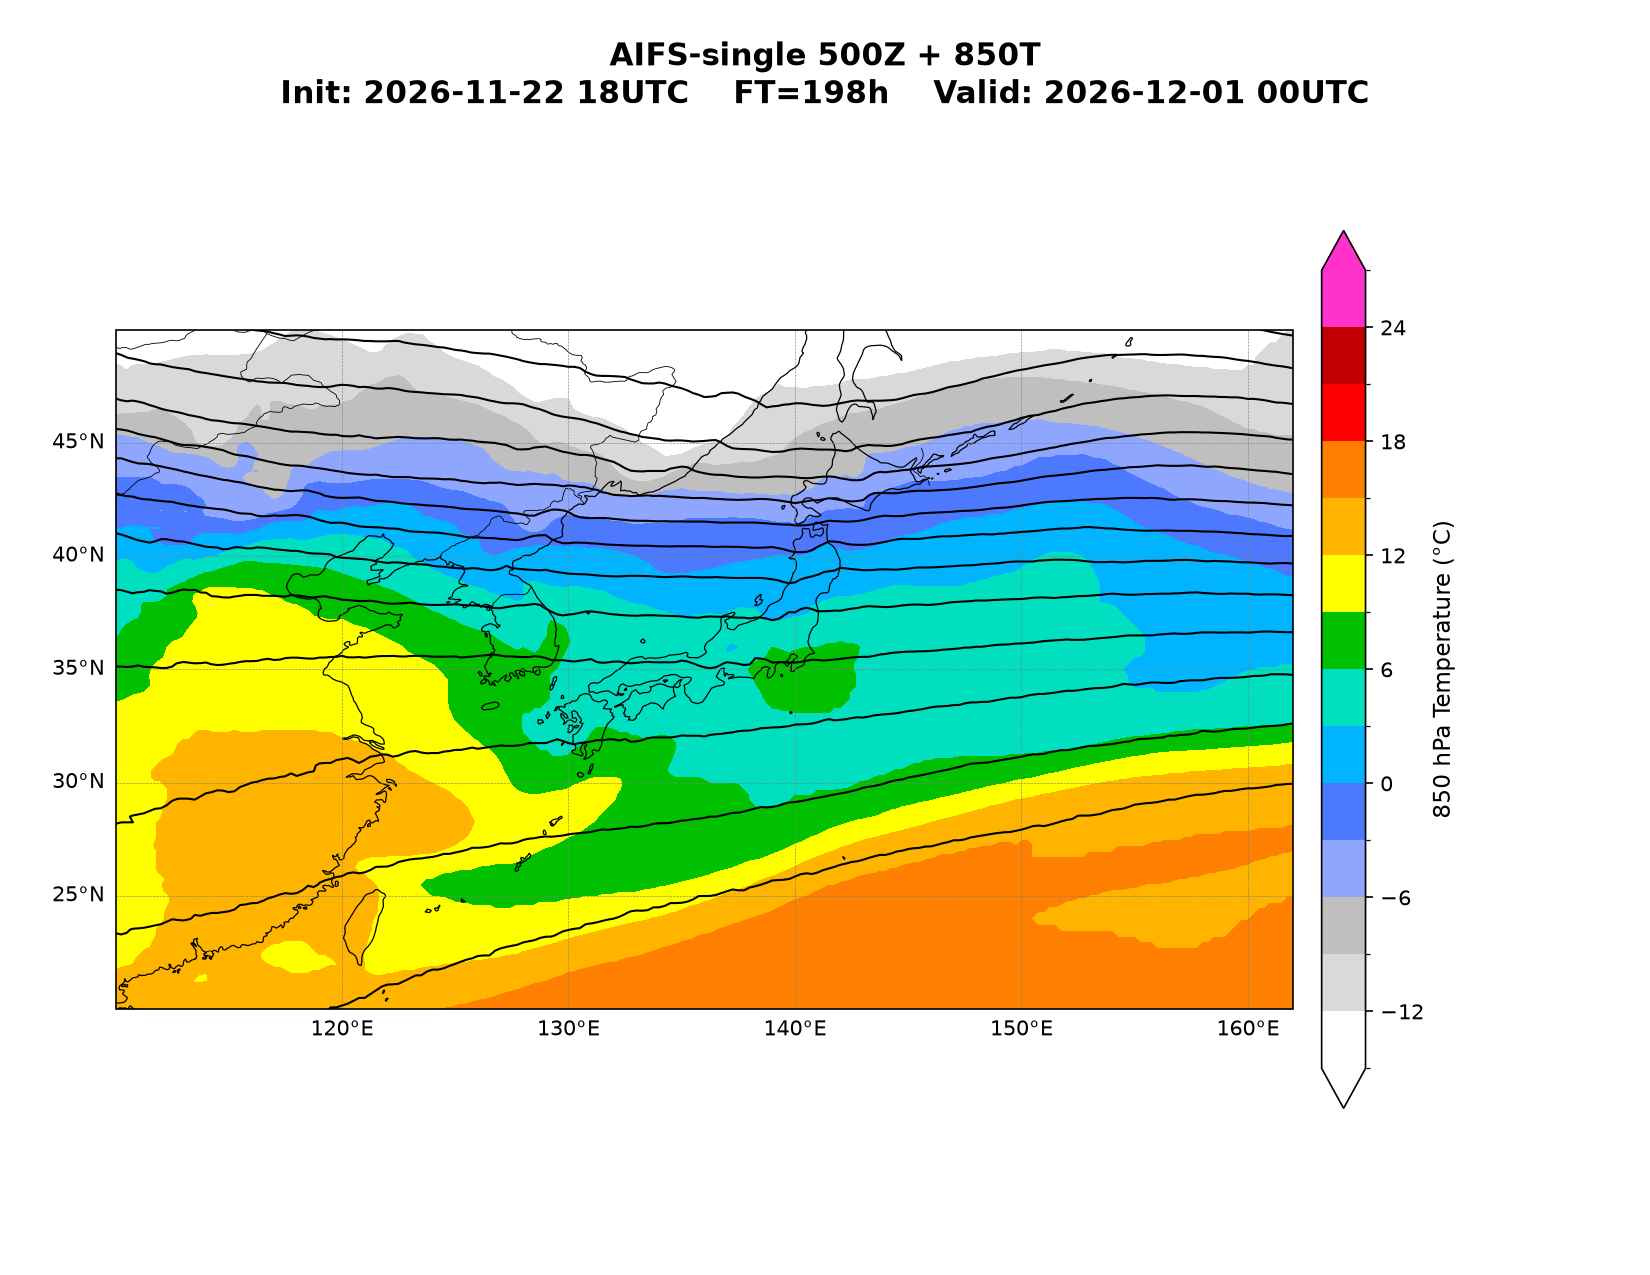 AIFS-single 500Z + 850T
Init: 2026-11-22 18UTC    FT=198h    Valid: 2026-12-01 00UTC
45°N
40°N
35°N
30°N
25°N
120°E
130°E
140°E
150°E
160°E
24
18
12
6
0
−6
−12
850 hPa Temperature (°C)